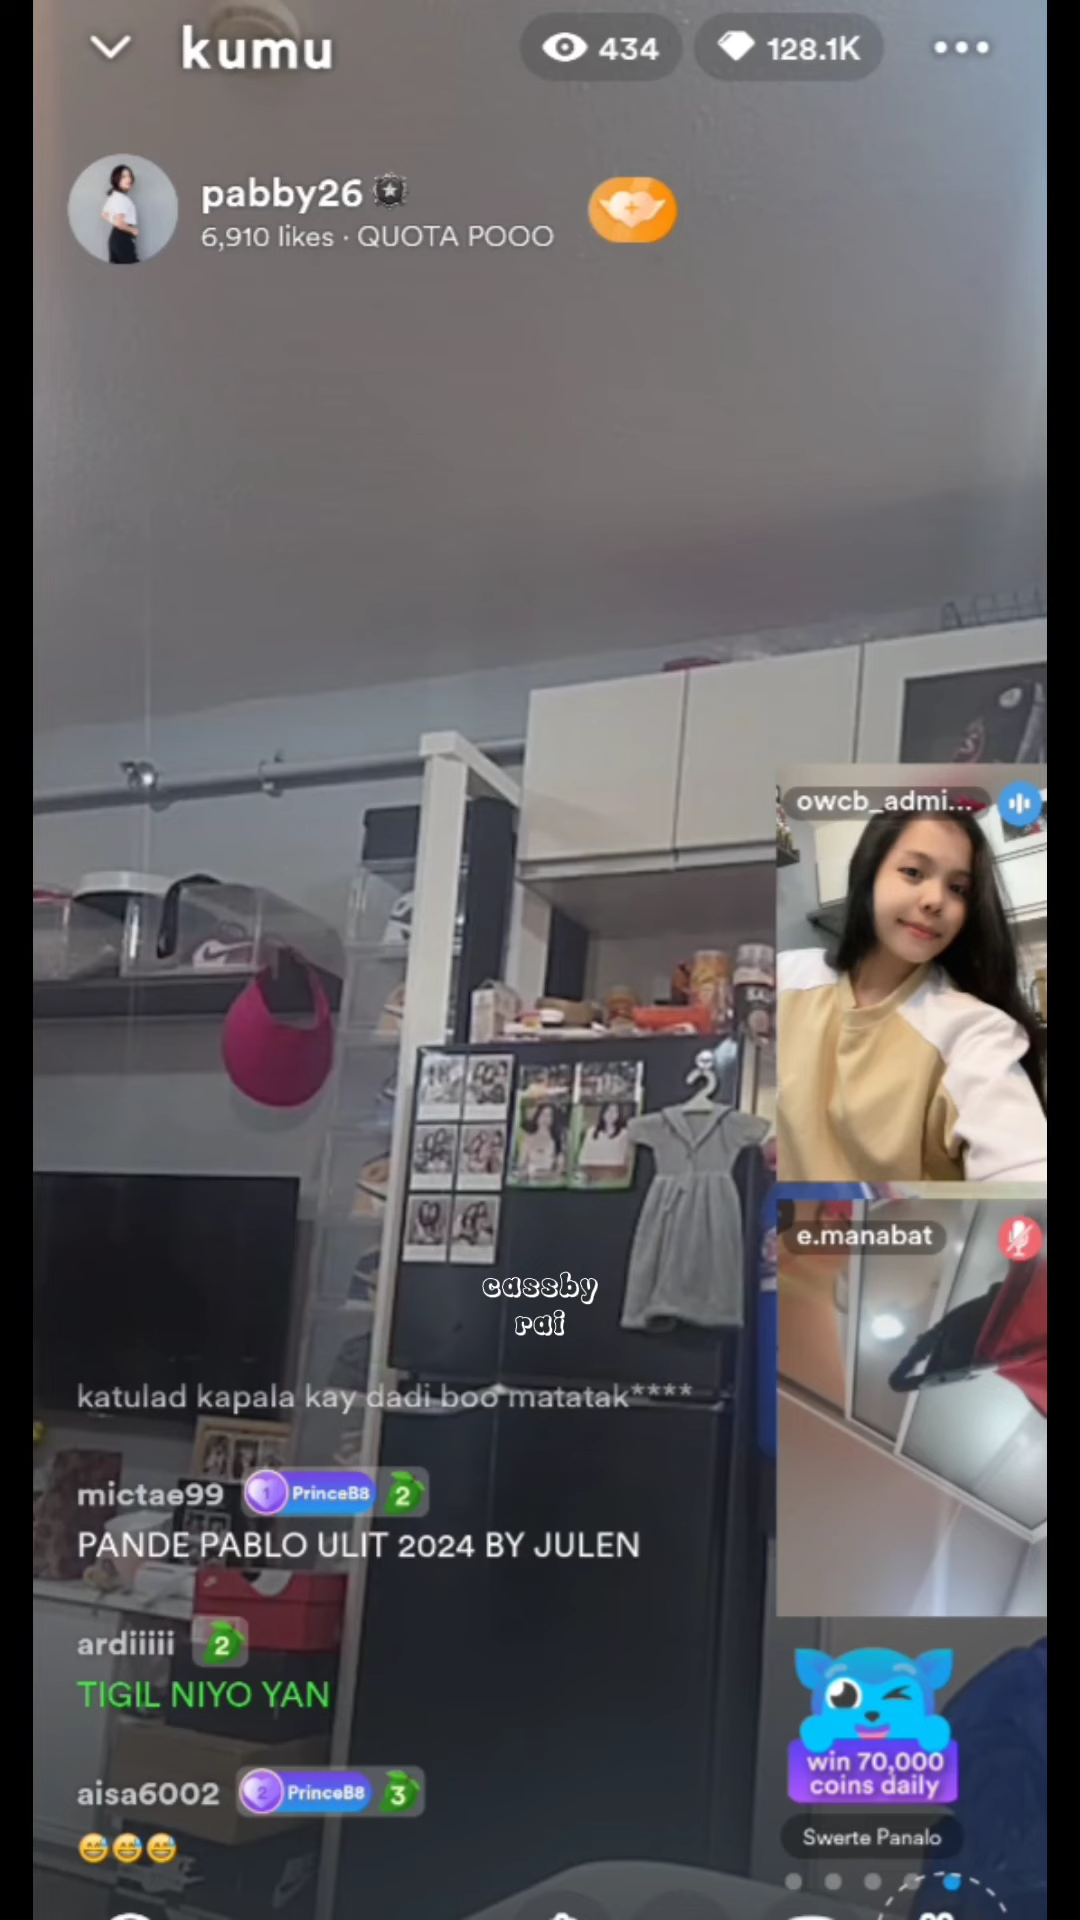 kumu
434
128.1K
pabby26
6,910 likes · QUOTA POOO
owcb_admi...
e.manabat
cassby
rai
katulad kapala kay dadi boo matatak****
mictae99 1 PrinceB8 2
PANDE PABLO ULIT 2024 BY JULEN
ardiiiii 2
TIGIL NIYO YAN
aisa6002 2 PrinceB8 3
win 70,000
coins daily
Swerte Panalo